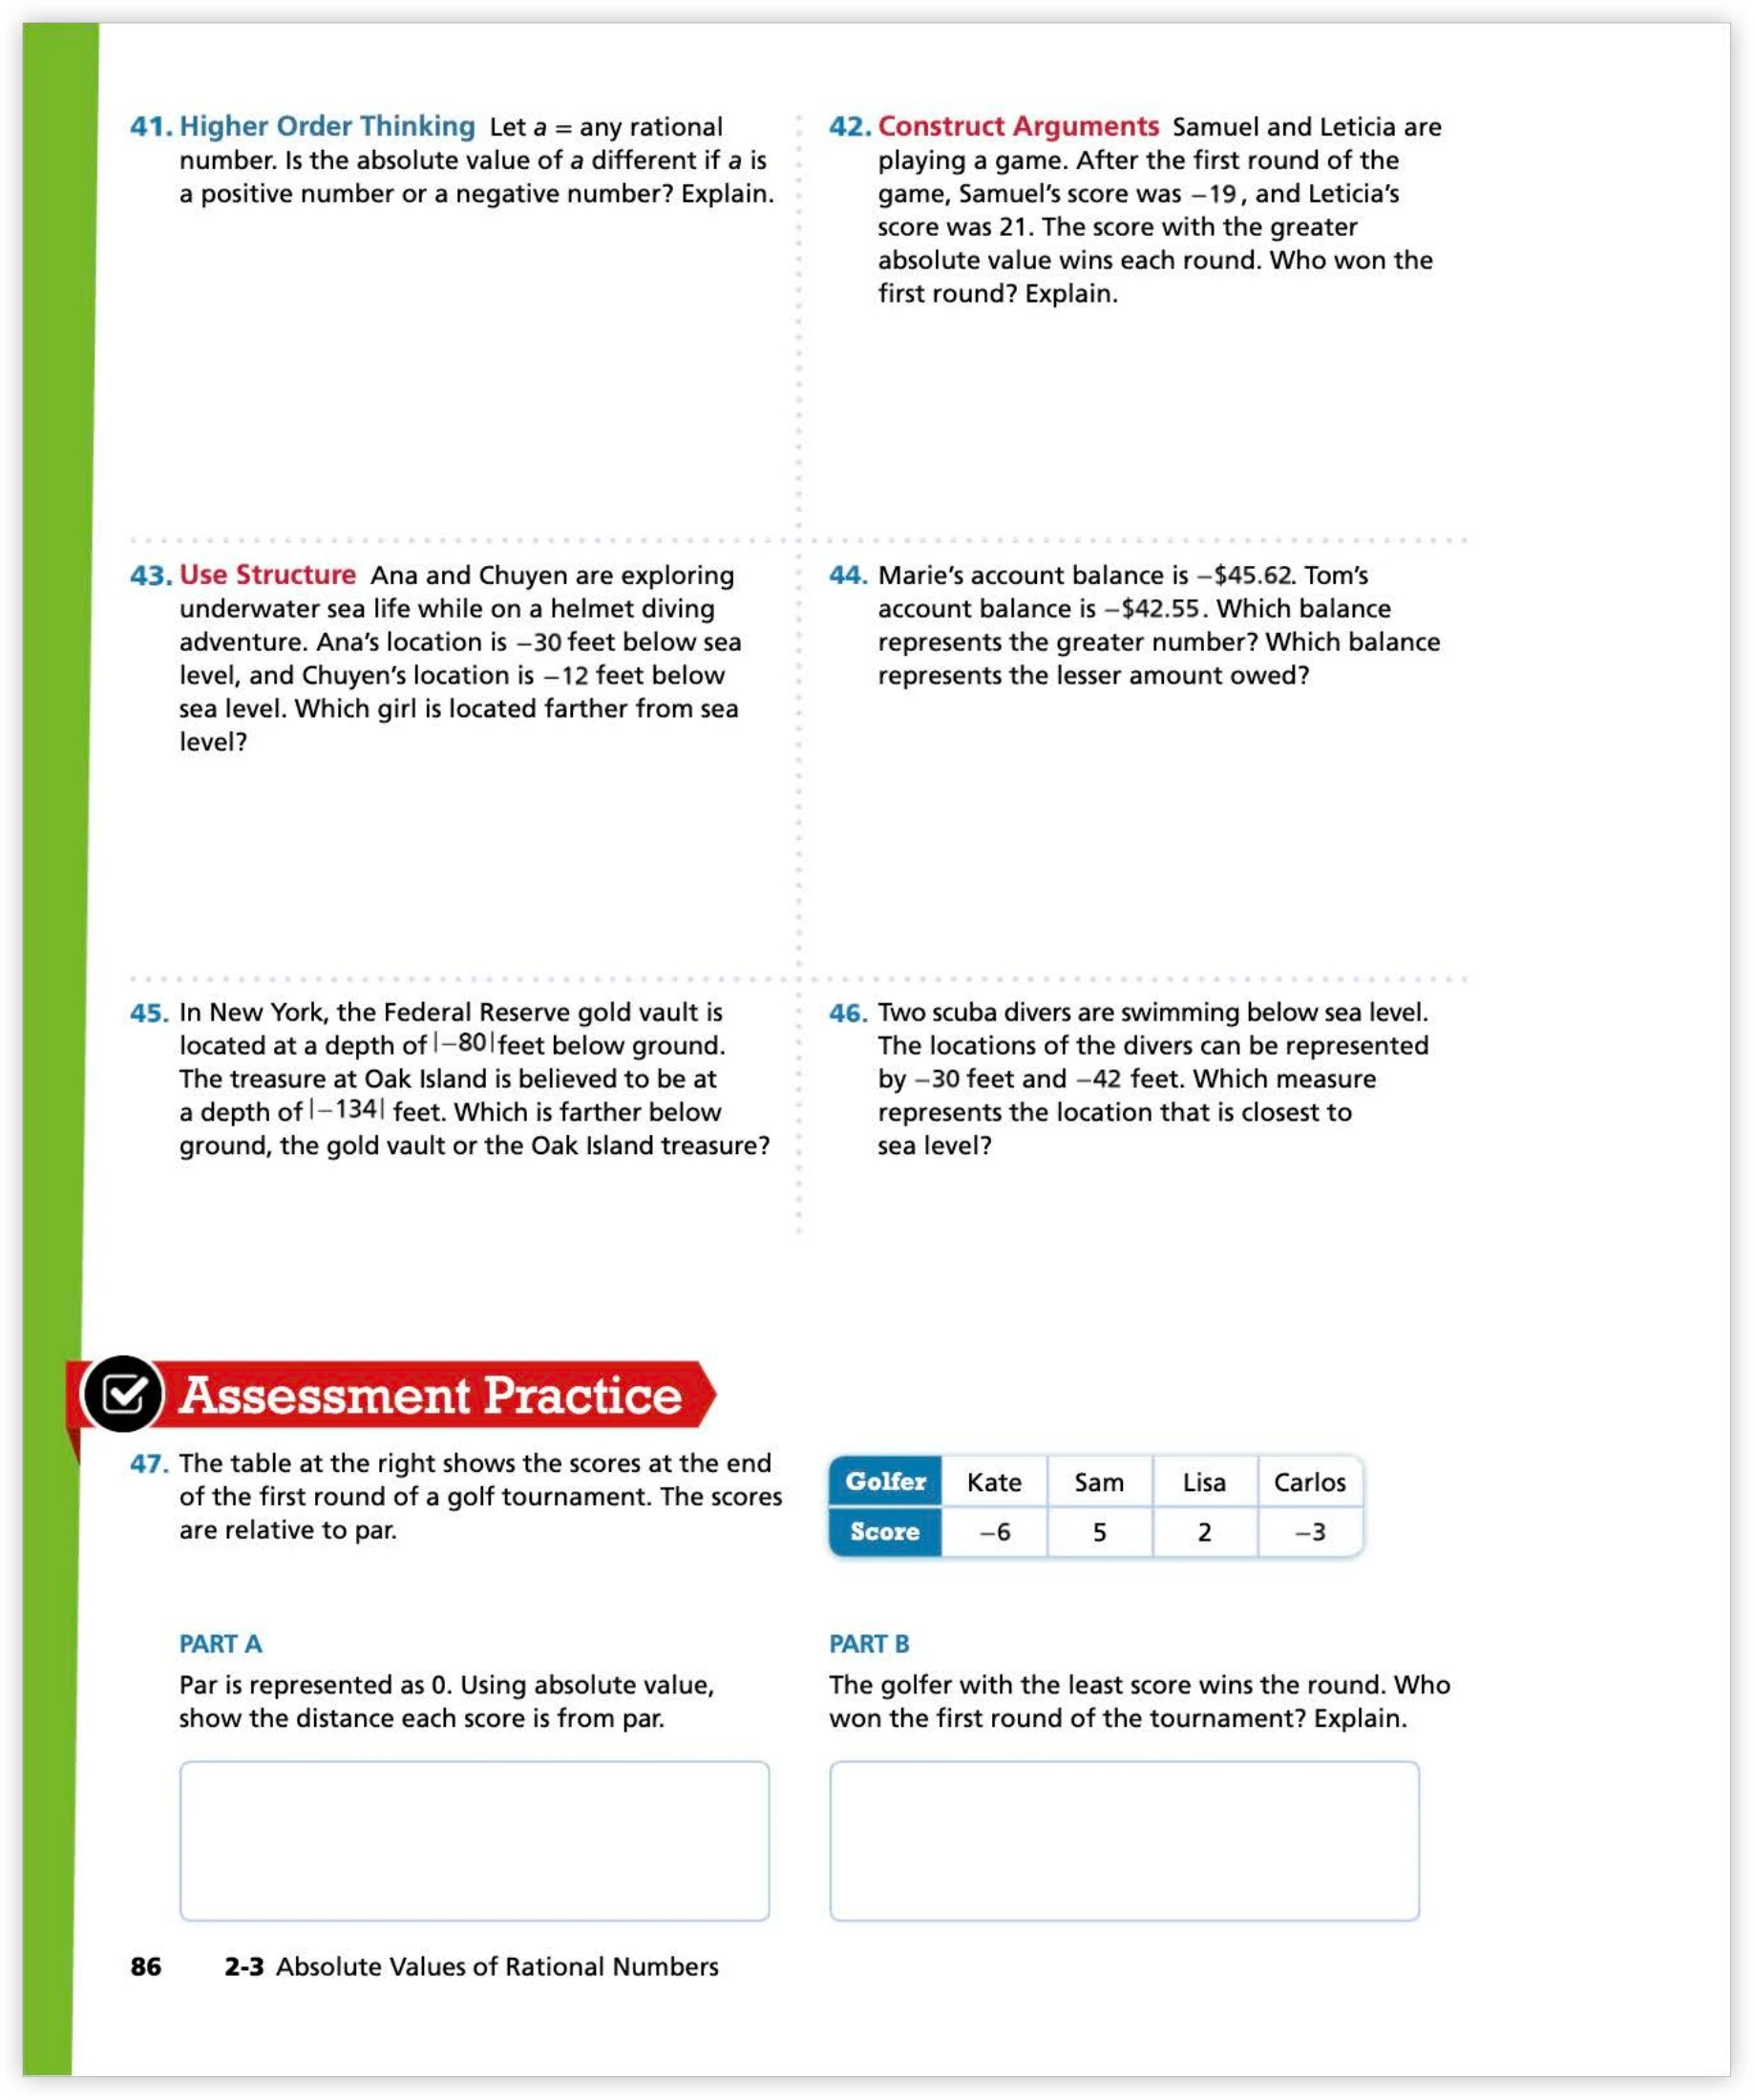 41. Higher Order Thinking Let a = any rational
number. Is the absolute value of a different if a is
a positive number or a negative number? Explain.
42. Construct Arguments Samuel and Leticia are
playing a game. After the first round of the
game, Samuel's score was −19, and Leticia's
score was 21. The score with the greater
absolute value wins each round. Who won the
first round? Explain.
43. Use Structure Ana and Chuyen are exploring
underwater sea life while on a helmet diving
adventure. Ana's location is −30 feet below sea
level, and Chuyen's location is −12 feet below
sea level. Which girl is located farther from sea
level?
44. Marie's account balance is −$45.62. Tom's
account balance is −$42.55. Which balance
represents the greater number? Which balance
represents the lesser amount owed?
45. In New York, the Federal Reserve gold vault is
located at a depth of |−80| feet below ground.
The treasure at Oak Island is believed to be at
a depth of |−134| feet. Which is farther below
ground, the gold vault or the Oak Island treasure?
46. Two scuba divers are swimming below sea level.
The locations of the divers can be represented
by −30 feet and −42 feet. Which measure
represents the location that is closest to
sea level?
Assessment Practice
47. The table at the right shows the scores at the end
of the first round of a golf tournament. The scores
are relative to par.
Golfer Kate Sam Lisa Carlos
Score −6 5 2 −3
PART A
Par is represented as 0. Using absolute value,
show the distance each score is from par.
PART B
The golfer with the least score wins the round. Who
won the first round of the tournament? Explain.
86 2-3 Absolute Values of Rational Numbers